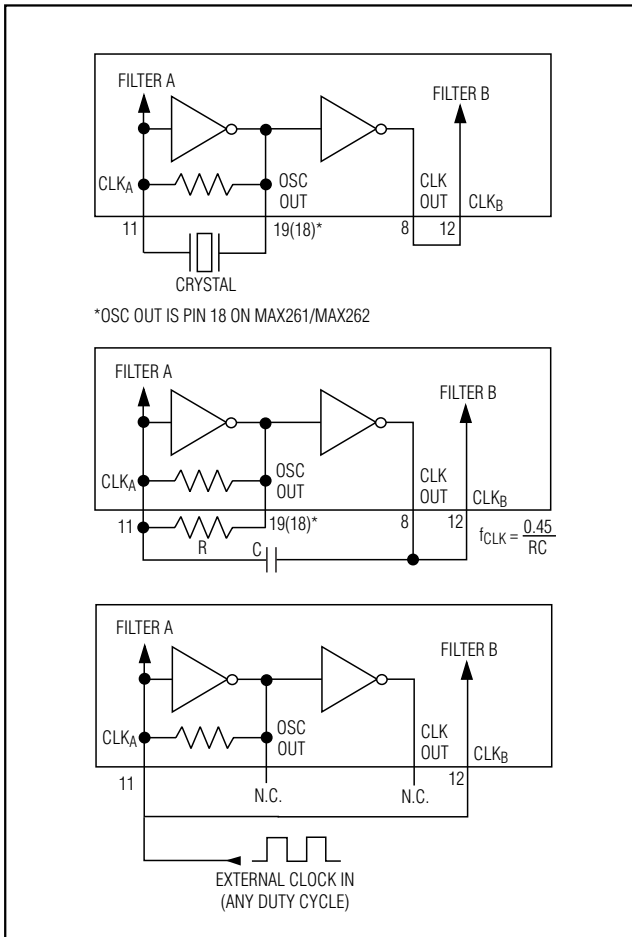 FILTER A
FILTER B
CLKA
OSC
OUT
CLK
OUT
CLKB
11
19(18)*
8
12
CRYSTAL
*OSC OUT IS PIN 18 ON MAX261/MAX262
FILTER A
FILTER B
CLKA
OSC
OUT
CLK
OUT
CLKB
11
19(18)*
8
12
R
C
fCLK = 0.45
RC
FILTER A
FILTER B
CLKA
OSC
OUT
CLK
OUT
CLKB
11
N.C.
N.C.
12
EXTERNAL CLOCK IN
(ANY DUTY CYCLE)